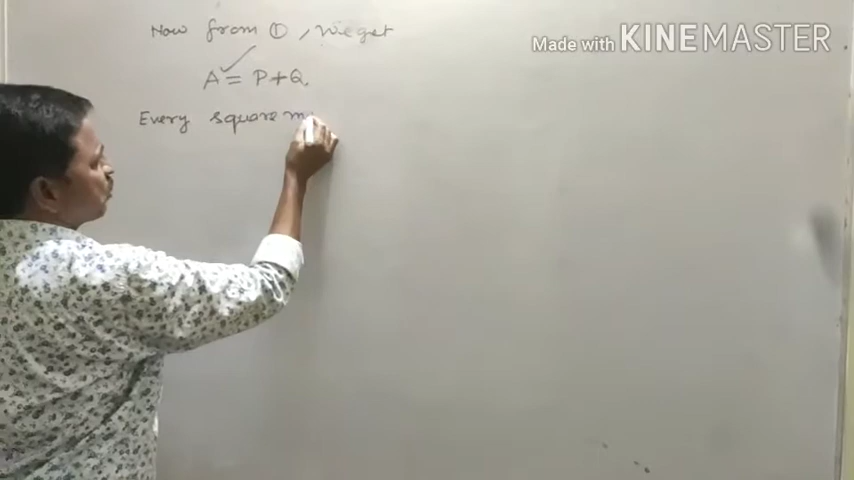 Now from ①, we get
A = P + Q.
Every square m
Made with KINEMASTER